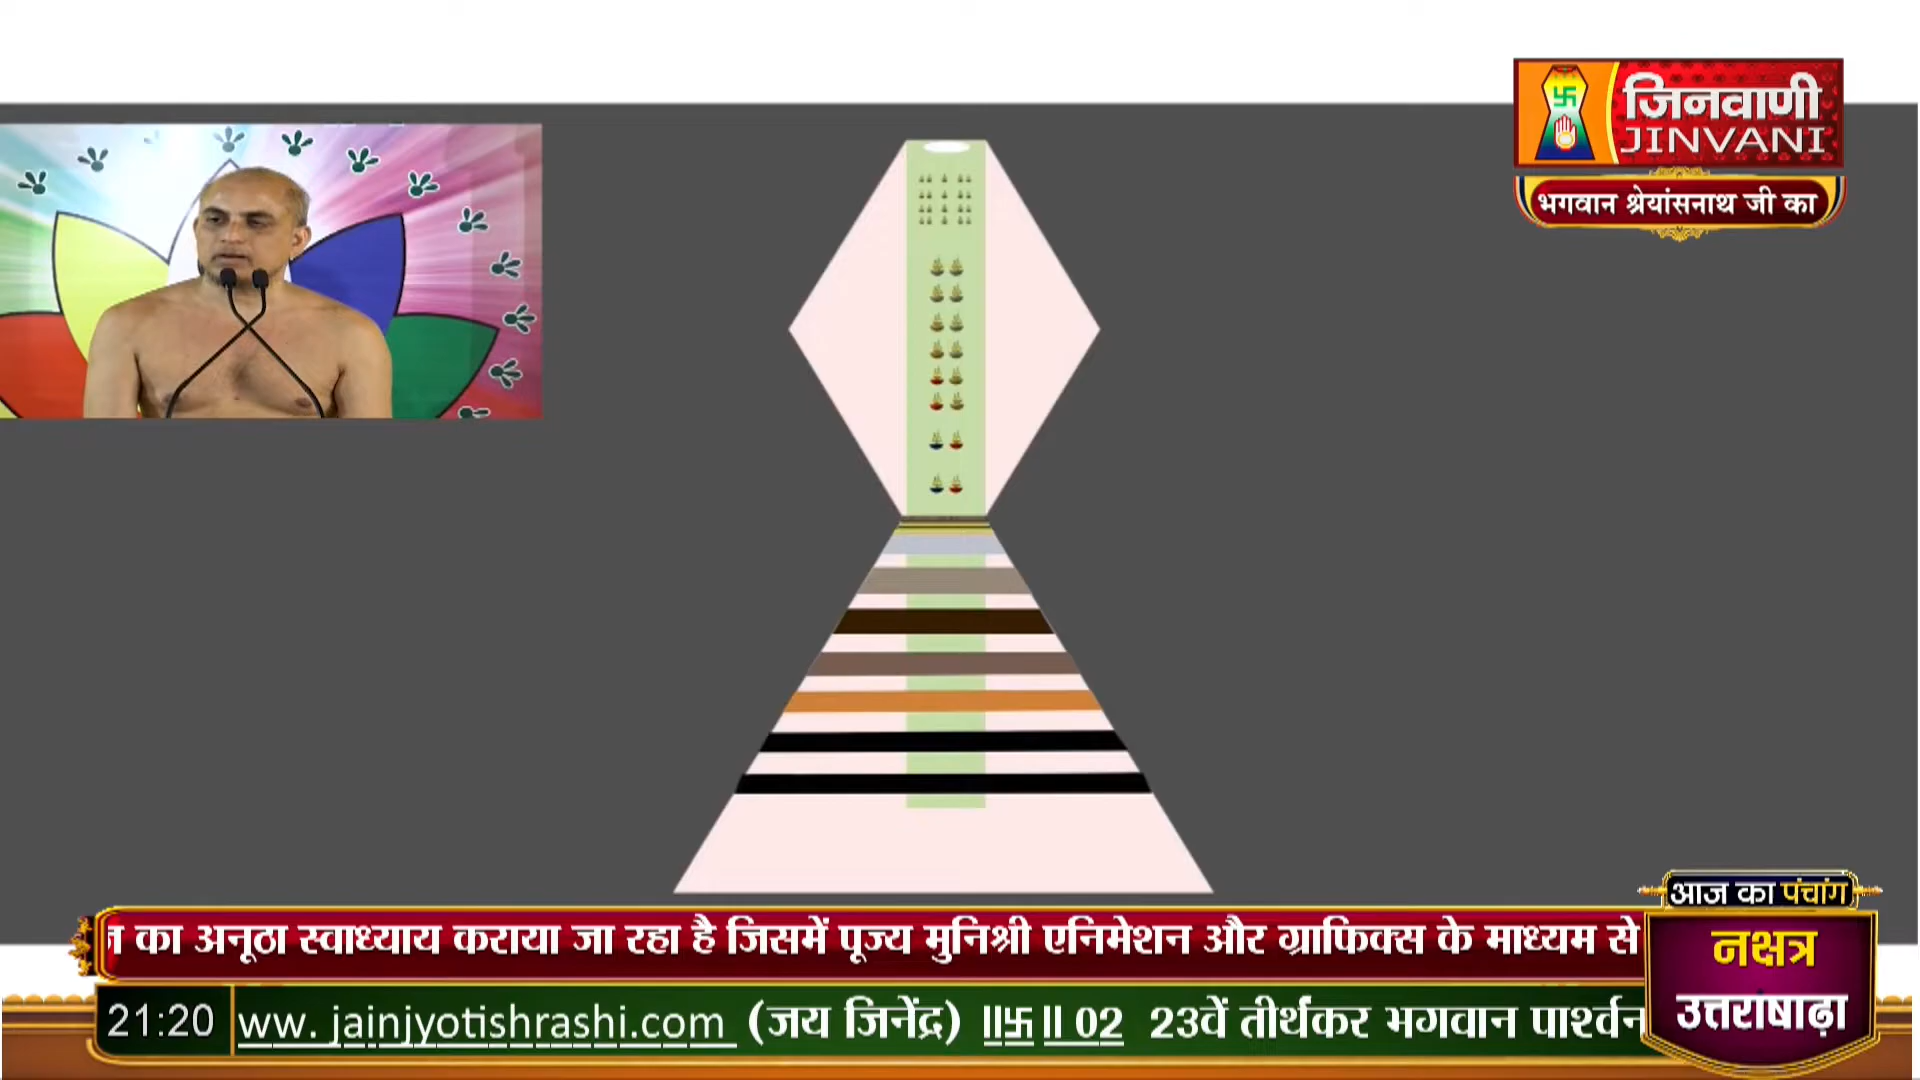 जिनवाणी
JINVANI
भगवान श्रेयांसनाथ जी का
आज का पंचांग
का अनूठा स्वाध्याय कराया जा रहा है जिसमें पूज्य मुनिश्री एनिमेशन और ग्राफिक्स के माध्यम से
नक्षत्र
उत्तरांषाढ़ा
21:20
ww. jainjyotishrashi.com (जय जिनेंद्र) ॥卐॥ 02 23वें तीर्थंकर भगवान पार्श्वन